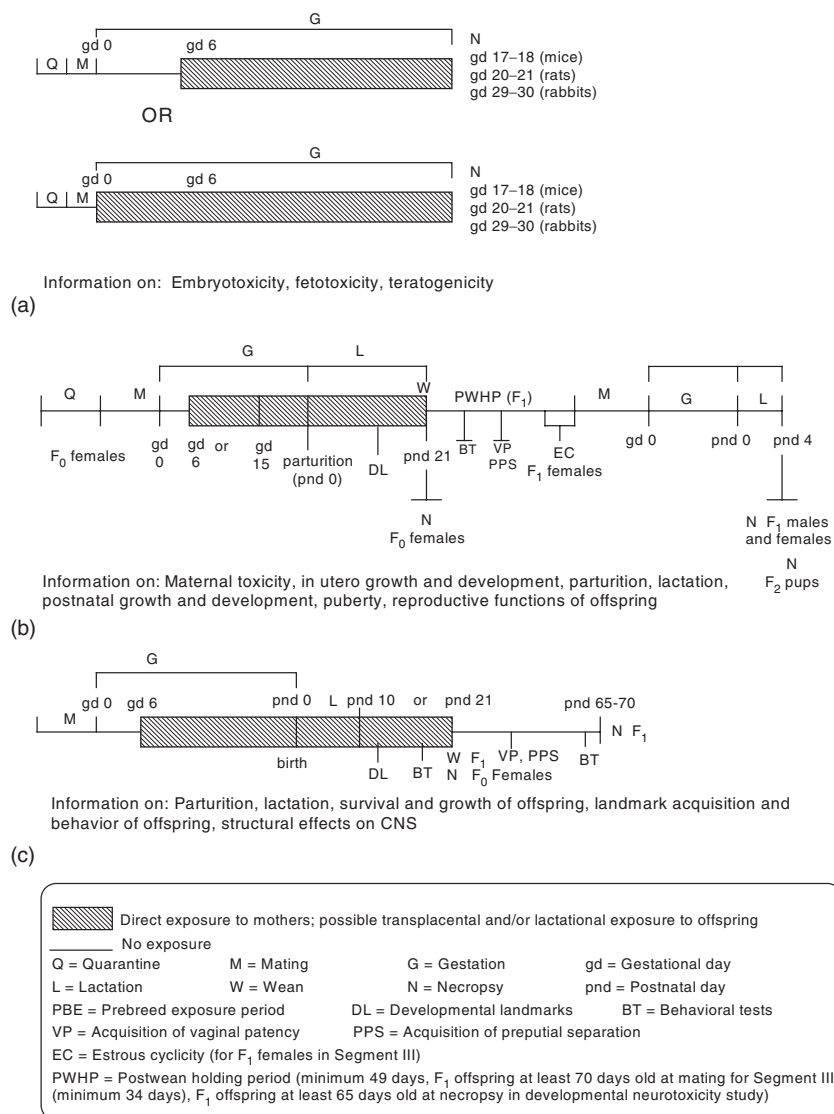 G
gd 0 gd 6 N
Q M gd 17–18 (mice)
gd 20–21 (rats)
gd 29–30 (rabbits)
OR
G
gd 0 gd 6 N
Q M gd 17–18 (mice)
gd 20–21 (rats)
gd 29–30 (rabbits)
Information on: Embryotoxicity, fetotoxicity, teratogenicity
(a)
G L
Q M W PWHP (F1) M G L
F0 females gd 0 gd 6 or gd 15 parturition (pnd 0) DL pnd 21 BT VP PPS EC F1 females gd 0 pnd 0 pnd 4
N
F0 females
N F1 males and females
N
F2 pups
Information on: Maternal toxicity, in utero growth and development, parturition, lactation,
postnatal growth and development, puberty, reproductive functions of offspring
(b)
G
M gd 0 gd 6 pnd 0 L pnd 10 or pnd 21 pnd 65-70
N F1
birth DL BT W F1 VP, PPS BT
N F0 Females
Information on: Parturition, lactation, survival and growth of offspring, landmark acquisition and
behavior of offspring, structural effects on CNS
(c)
Direct exposure to mothers; possible transplacental and/or lactational exposure to offspring
No exposure
Q = Quarantine M = Mating G = Gestation gd = Gestational day
L = Lactation W = Wean N = Necropsy pnd = Postnatal day
PBE = Prebreed exposure period DL = Developmental landmarks BT = Behavioral tests
VP = Acquisition of vaginal patency PPS = Acquisition of preputial separation
EC = Estrous cyclicity (for F1 females in Segment III)
PWHP = Postwean holding period (minimum 49 days, F1 offspring at least 70 days old at mating for Segment III
(minimum 34 days), F1 offspring at least 65 days old at necropsy in developmental neurotoxicity study)